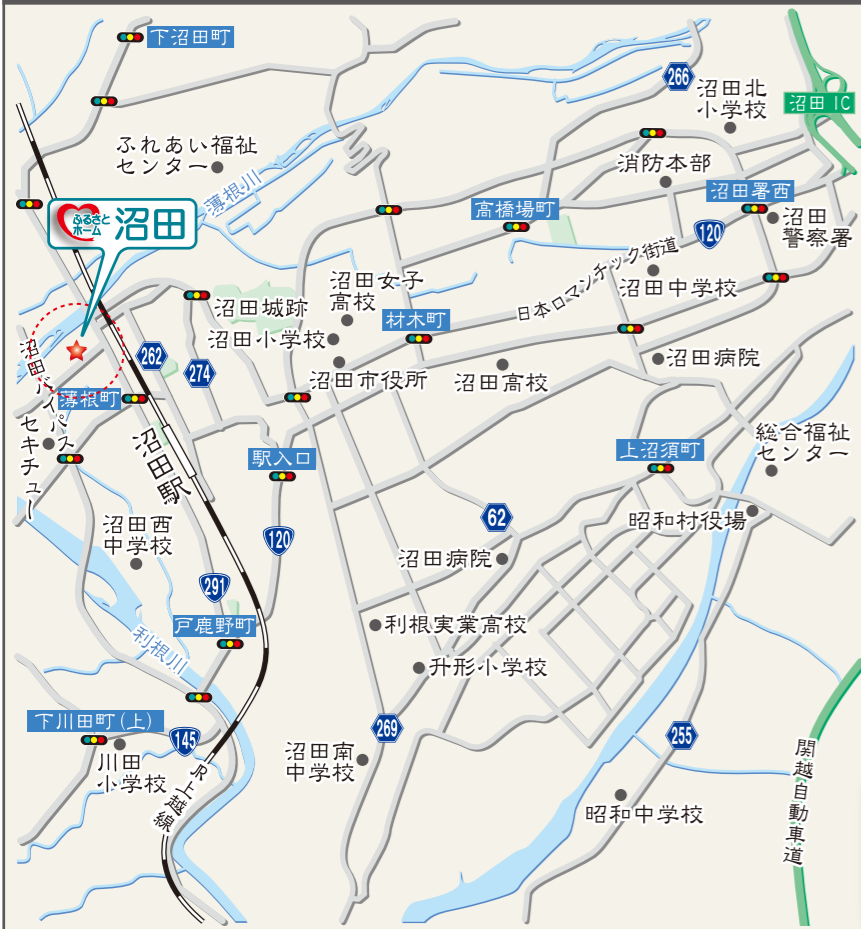 下沼田町
266
沼田北
小学校
沼田IC
ふれあい福祉
センター
消防本部
薄根川
高橋場町
沼田署西
ふるさと
ホーム
沼田
120
沼田
警察署
日本ロマンチック街道
沼田女子
高校
沼田中学校
沼田城跡
材木町
沼田小学校
262
274
沼田市役所
沼田高校
沼田病院
沼田バイパス
薄根町
セキチュー
沼田駅
駅入口
上沼須町
総合福祉
センター
62
昭和村役場
沼田西
中学校
120
沼田病院
291
戸鹿野町
利根実業高校
利根川
升形小学校
下川田町(上)
145
269
255
川田
小学校
沼田南
中学校
JR上越線
関越自動車道
昭和中学校